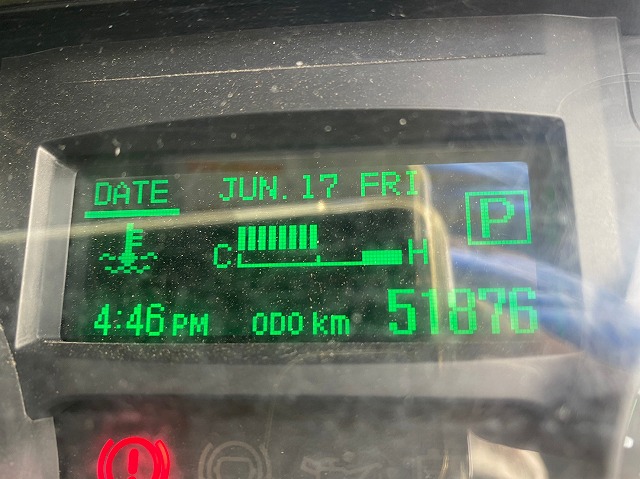 DATE JUN.17 FRI
P
C H
4:46 PM ODO km 51876